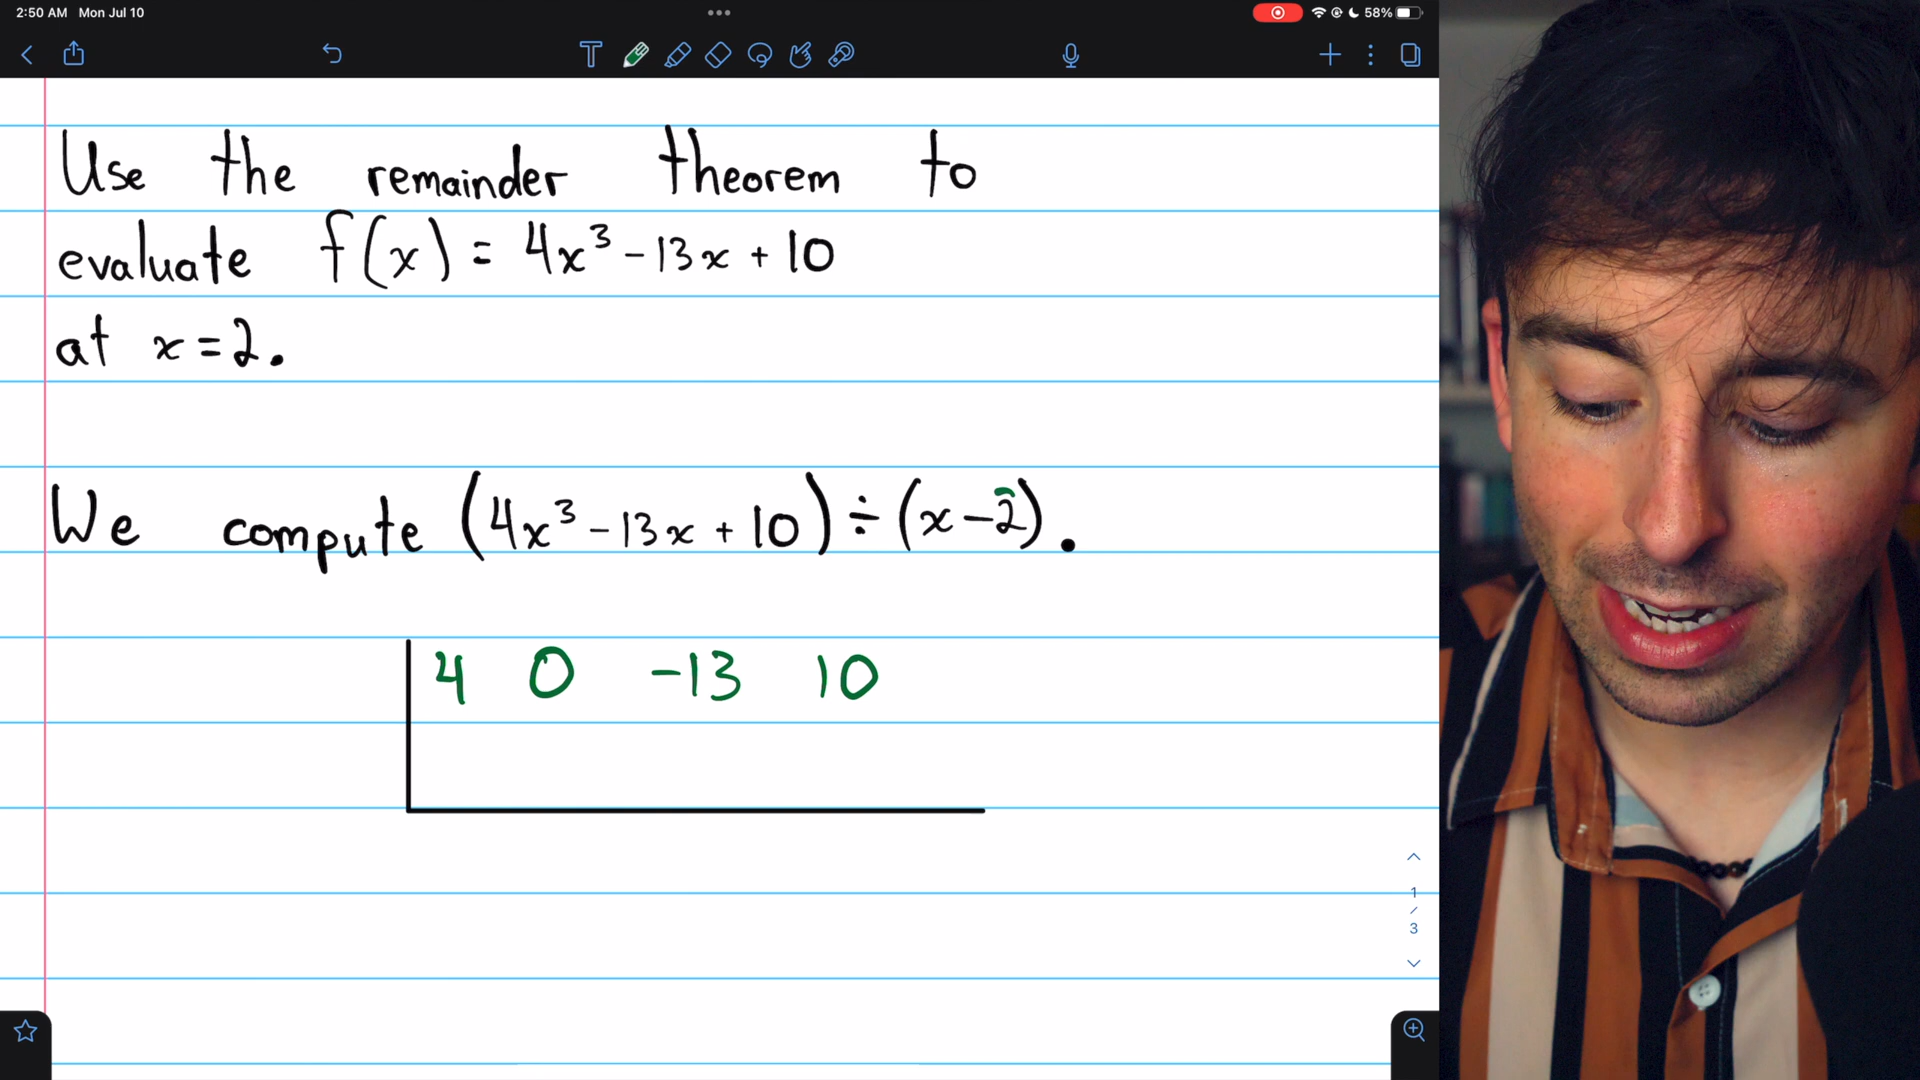 2:50 AM Mon Jul 10
58%
Use the remainder theorem to
evaluate f(x) = 4x³ - 13x + 10
at x = 2.
We compute (4x³ - 13x + 10) ÷ (x - 2).
4 0 -13 10
1
/
3